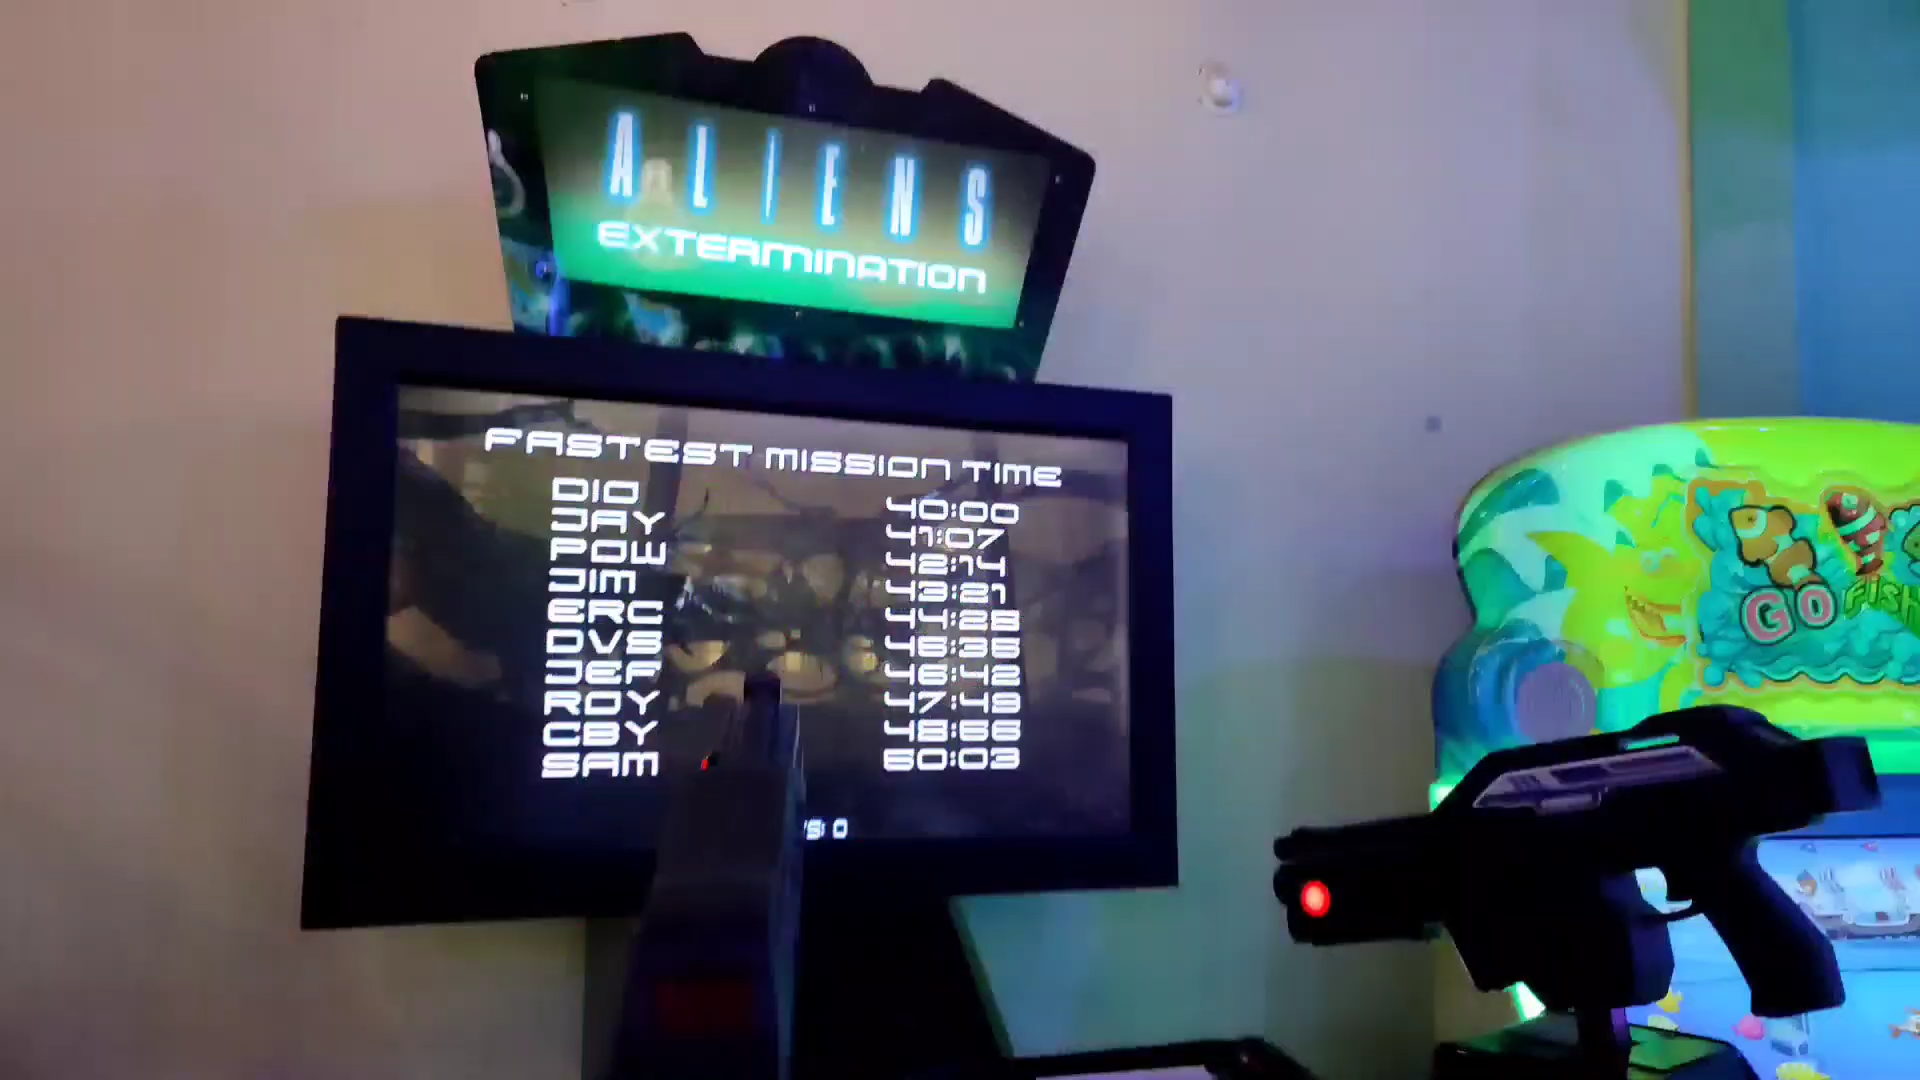 ALIENS
EXTERMINATION
FASTEST MISSION TIME
DIO 40:00
JAY 41:07
POW 42:14
JIM 43:21
ERC 44:28
DVS 45:35
JEF 46:42
ROY 47:49
CBY 48:56
SAM 50:03
0
GO Fish